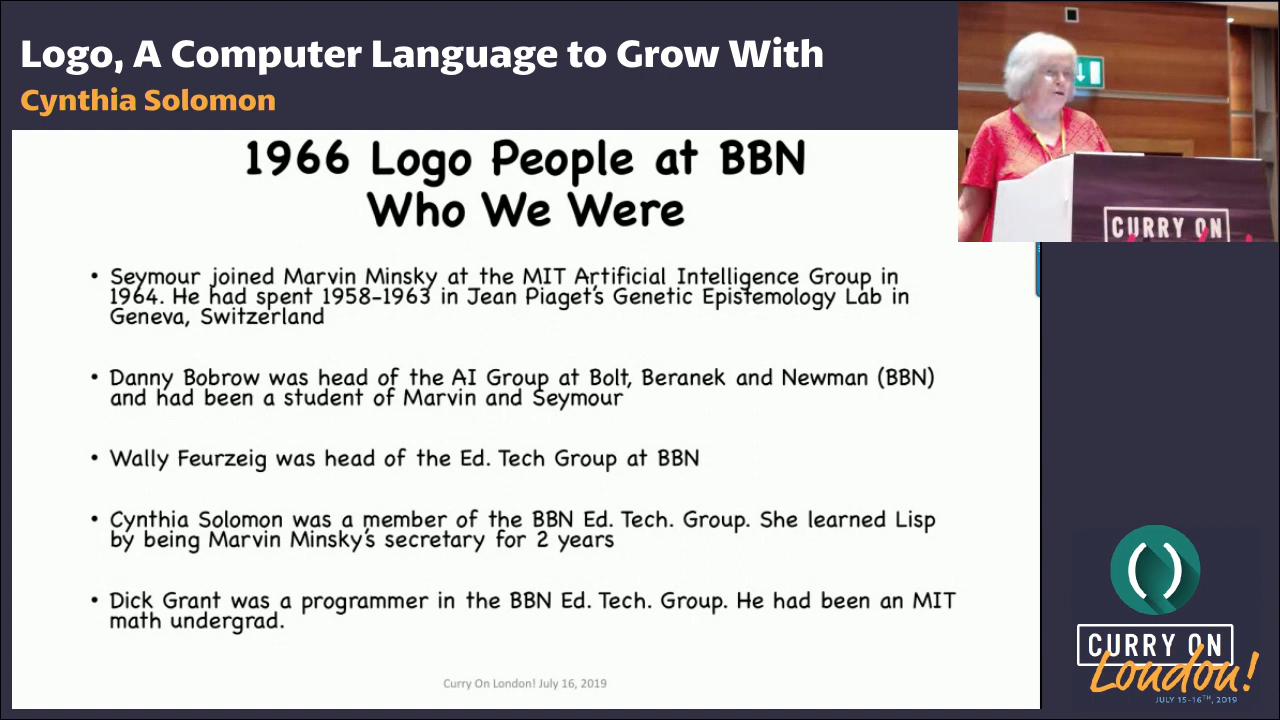 Logo, A Computer Language to Grow With
Cynthia Solomon
1966 Logo People at BBN
Who We Were
• Seymour joined Marvin Minsky at the MIT Artificial Intelligence Group in
1964. He had spent 1958-1963 in Jean Piaget's Genetic Epistemology Lab in
Geneva, Switzerland
• Danny Bobrow was head of the AI Group at Bolt, Beranek and Newman (BBN)
and had been a student of Marvin and Seymour
• Wally Feurzeig was head of the Ed. Tech Group at BBN
• Cynthia Solomon was a member of the BBN Ed. Tech. Group. She learned Lisp
by being Marvin Minsky's secretary for 2 years
• Dick Grant was a programmer in the BBN Ed. Tech. Group. He had been an MIT
math undergrad.
Curry On London! July 16, 2019
CURRY ON
CURRY ON
London!
JULY 15-16TH, 2019